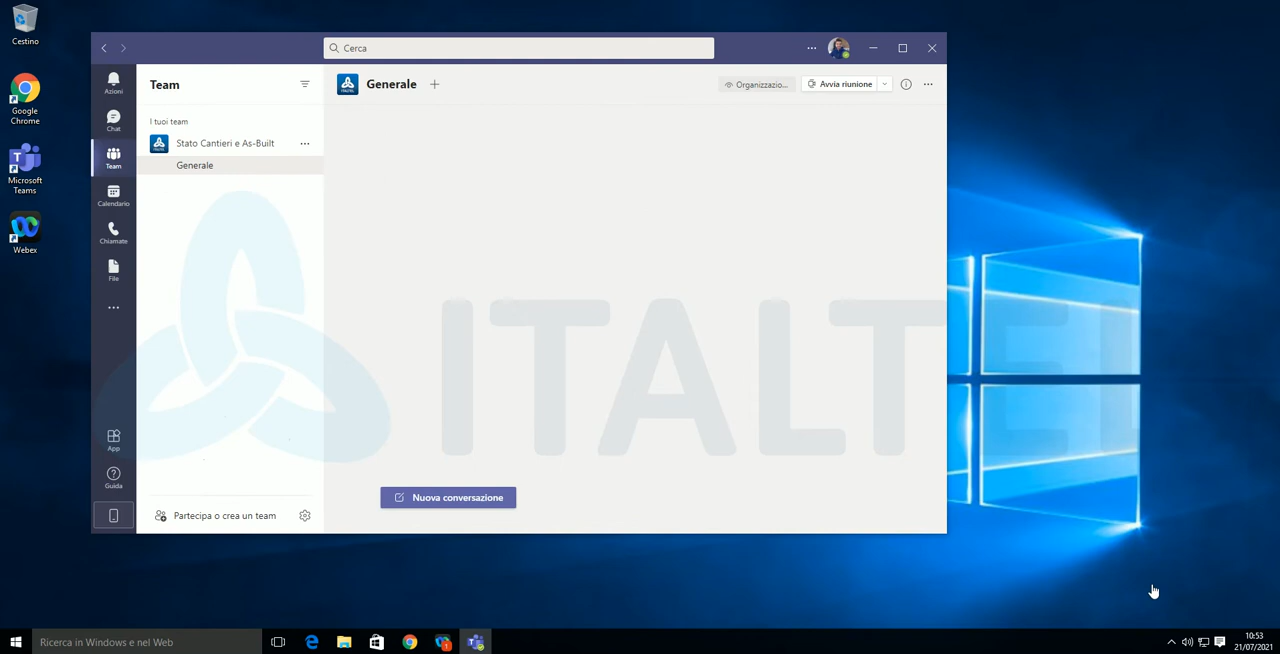 Cestino
Google
Chrome
Microsoft
Teams
Webex
Cerca
Azioni
Chat
Team
Calendario
Chiamate
File
App
Guida
Team
I tuoi team
Stato Cantieri e As-Built
Generale
Partecipa o crea un team
Generale
Organizzazio...
Avvia riunione
ITALTEL
Nuova conversazione
Ricerca in Windows e nel Web
1
10:53
21/07/2021